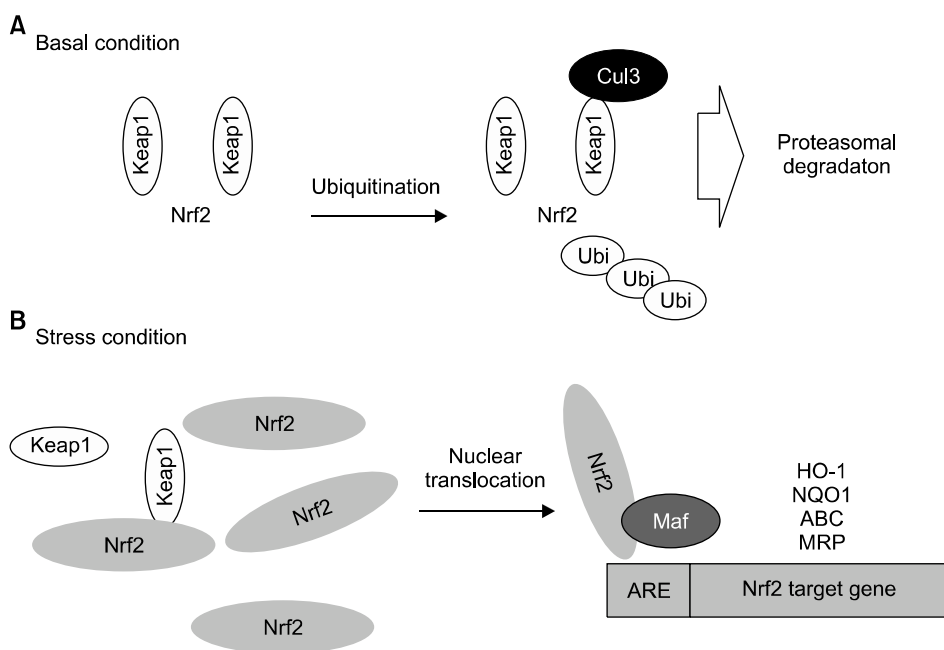 A
Basal condition
Keap1
Keap1
Nrf2
Ubiquitination
Cul3
Keap1
Keap1
Nrf2
Ubi
Ubi
Ubi
Proteasomal
degradaton
B
Stress condition
Keap1
Keap1
Nrf2
Nrf2
Nrf2
Nrf2
Nuclear
translocation
Nrf2
Maf
HO-1
NQO1
ABC
MRP
ARE
Nrf2 target gene